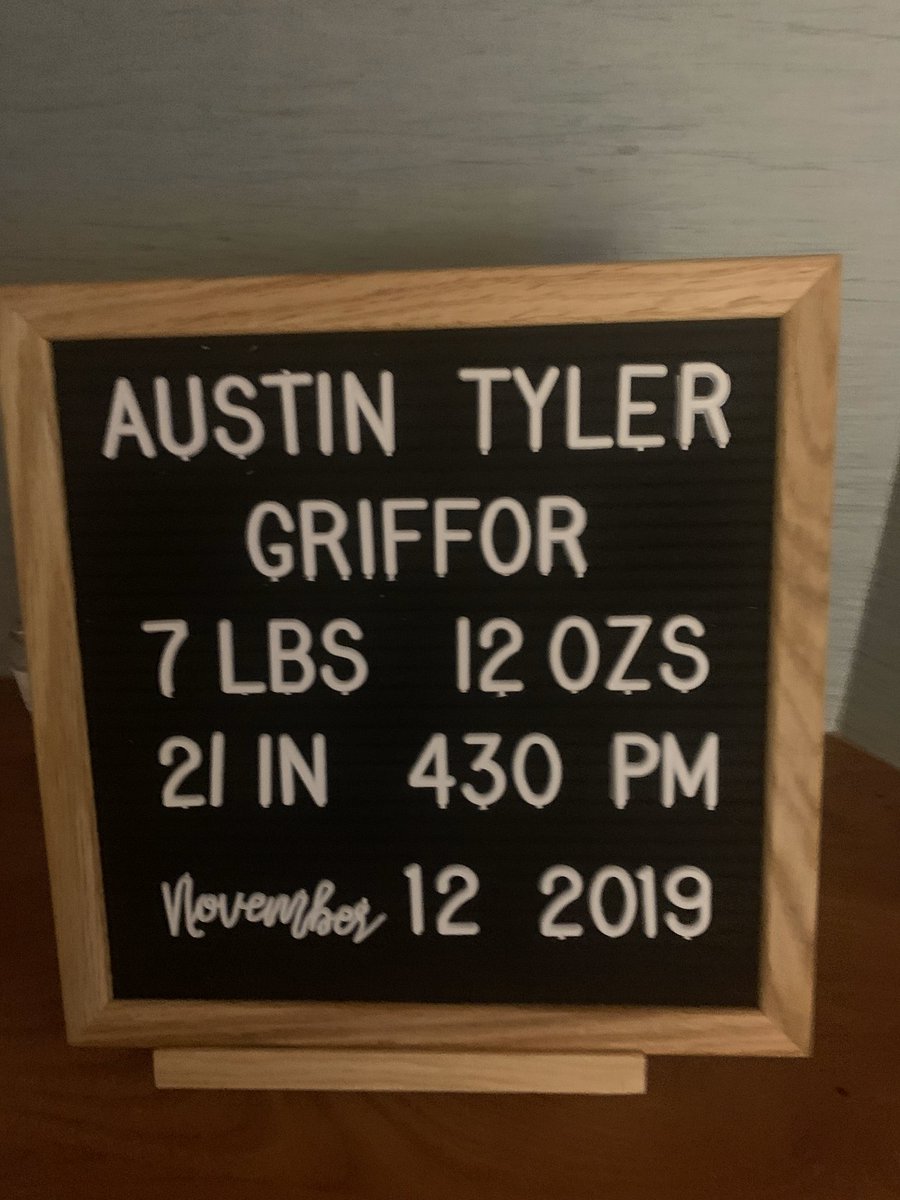 AUSTIN TYLER
GRIFFOR
7 LBS 12 OZS
21 IN 430 PM
November 12 2019